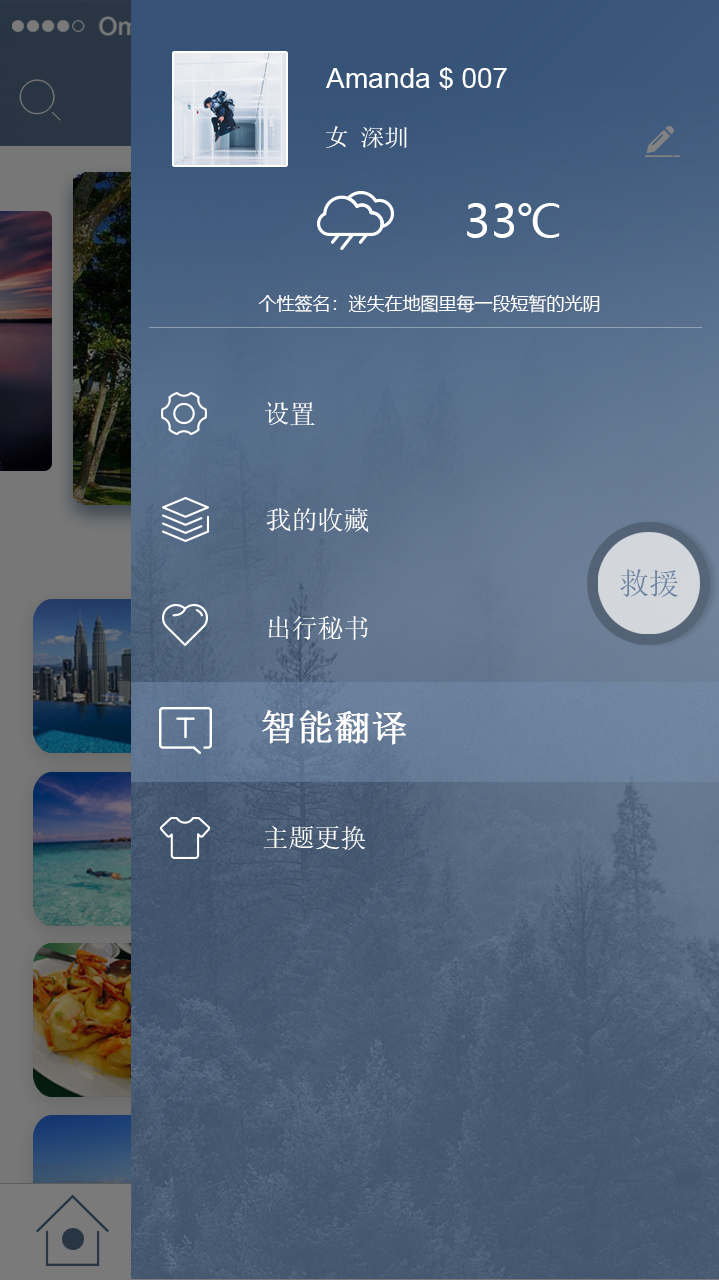 Om
Amanda $ 007
女 深圳
33℃
个性签名：迷失在地图里每一段短暂的光阴
设置
我的收藏
救援
出行秘书
T
智能翻译
主题更换